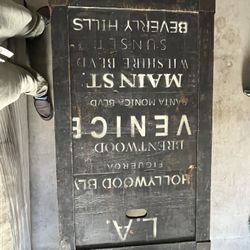 L.A.
HOLLYWOOD BL
FIGUEROA
BRENTWOOD
VENICE
SANTA MONICA BLVD
MAIN ST.
WILSHIRE BLVD
SUNSET
BEVERLY HILLS